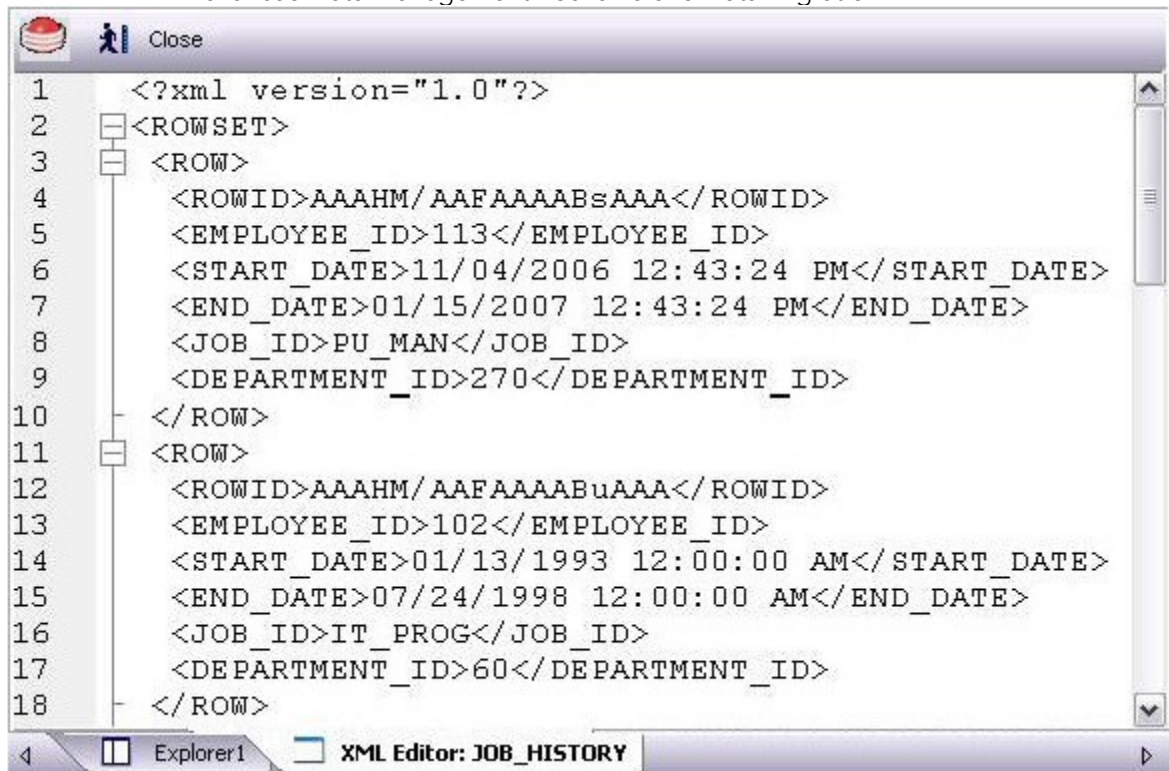 Close
1 <?xml version="1.0"?>
2 <ROWSET>
3 <ROW>
4 <ROWID>AAAHM/AAFAAAABsAAA</ROWID>
5 <EMPLOYEE_ID>113</EMPLOYEE_ID>
6 <START_DATE>11/04/2006 12:43:24 PM</START_DATE>
7 <END_DATE>01/15/2007 12:43:24 PM</END_DATE>
8 <JOB_ID>PU_MAN</JOB_ID>
9 <DEPARTMENT_ID>270</DEPARTMENT_ID>
10 </ROW>
11 <ROW>
12 <ROWID>AAAHM/AAFAAAABuAAA</ROWID>
13 <EMPLOYEE_ID>102</EMPLOYEE_ID>
14 <START_DATE>01/13/1993 12:00:00 AM</START_DATE>
15 <END_DATE>07/24/1998 12:00:00 AM</END_DATE>
16 <JOB_ID>IT_PROG</JOB_ID>
17 <DEPARTMENT_ID>60</DEPARTMENT_ID>
18 </ROW>
Explorer1 XML Editor: JOB_HISTORY